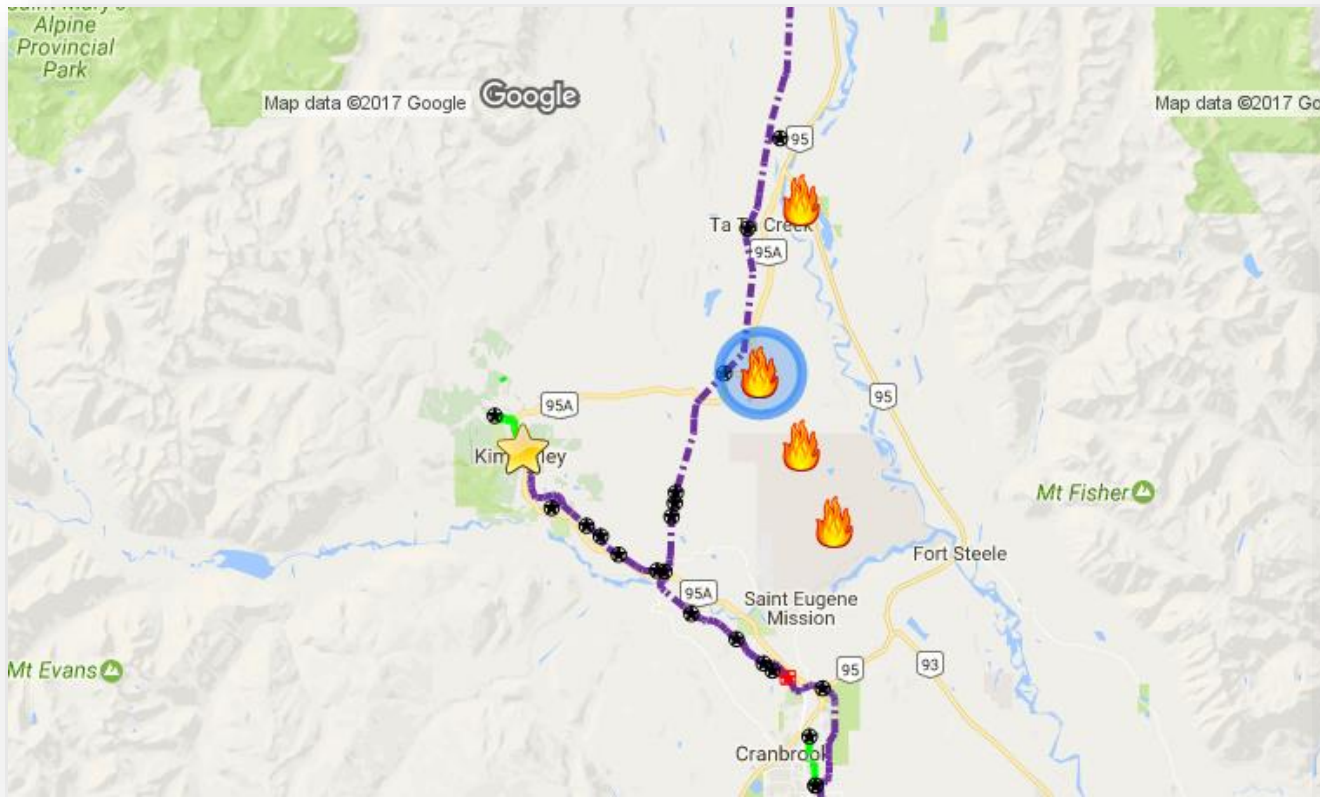 Alpine
Provincial
Park
Map data ©2017 Google
Google
Map data ©2017 Go
95
Ta Ta Creek
95A
95A
95
Kimberley
Mt Fisher
Fort Steele
95A
Saint Eugene
Mission
Mt Evans
95
93
Cranbrook